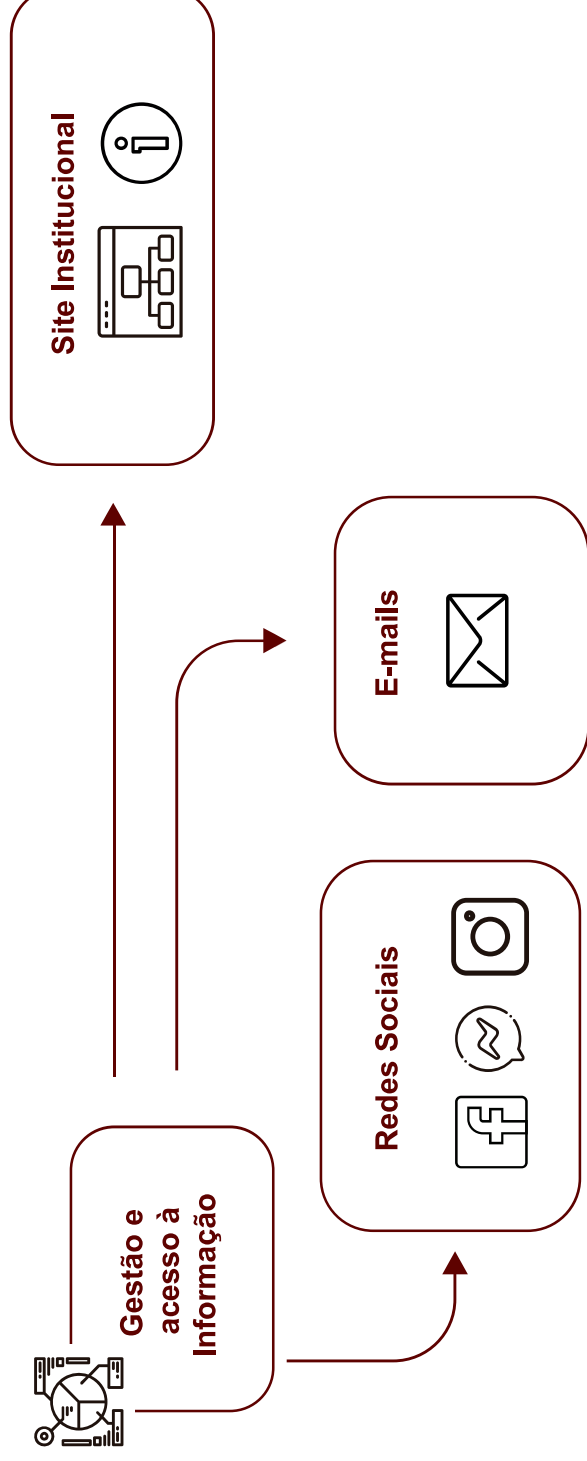 Gestão e
acesso à
Informação
Redes Sociais
E-mails
Site Institucional